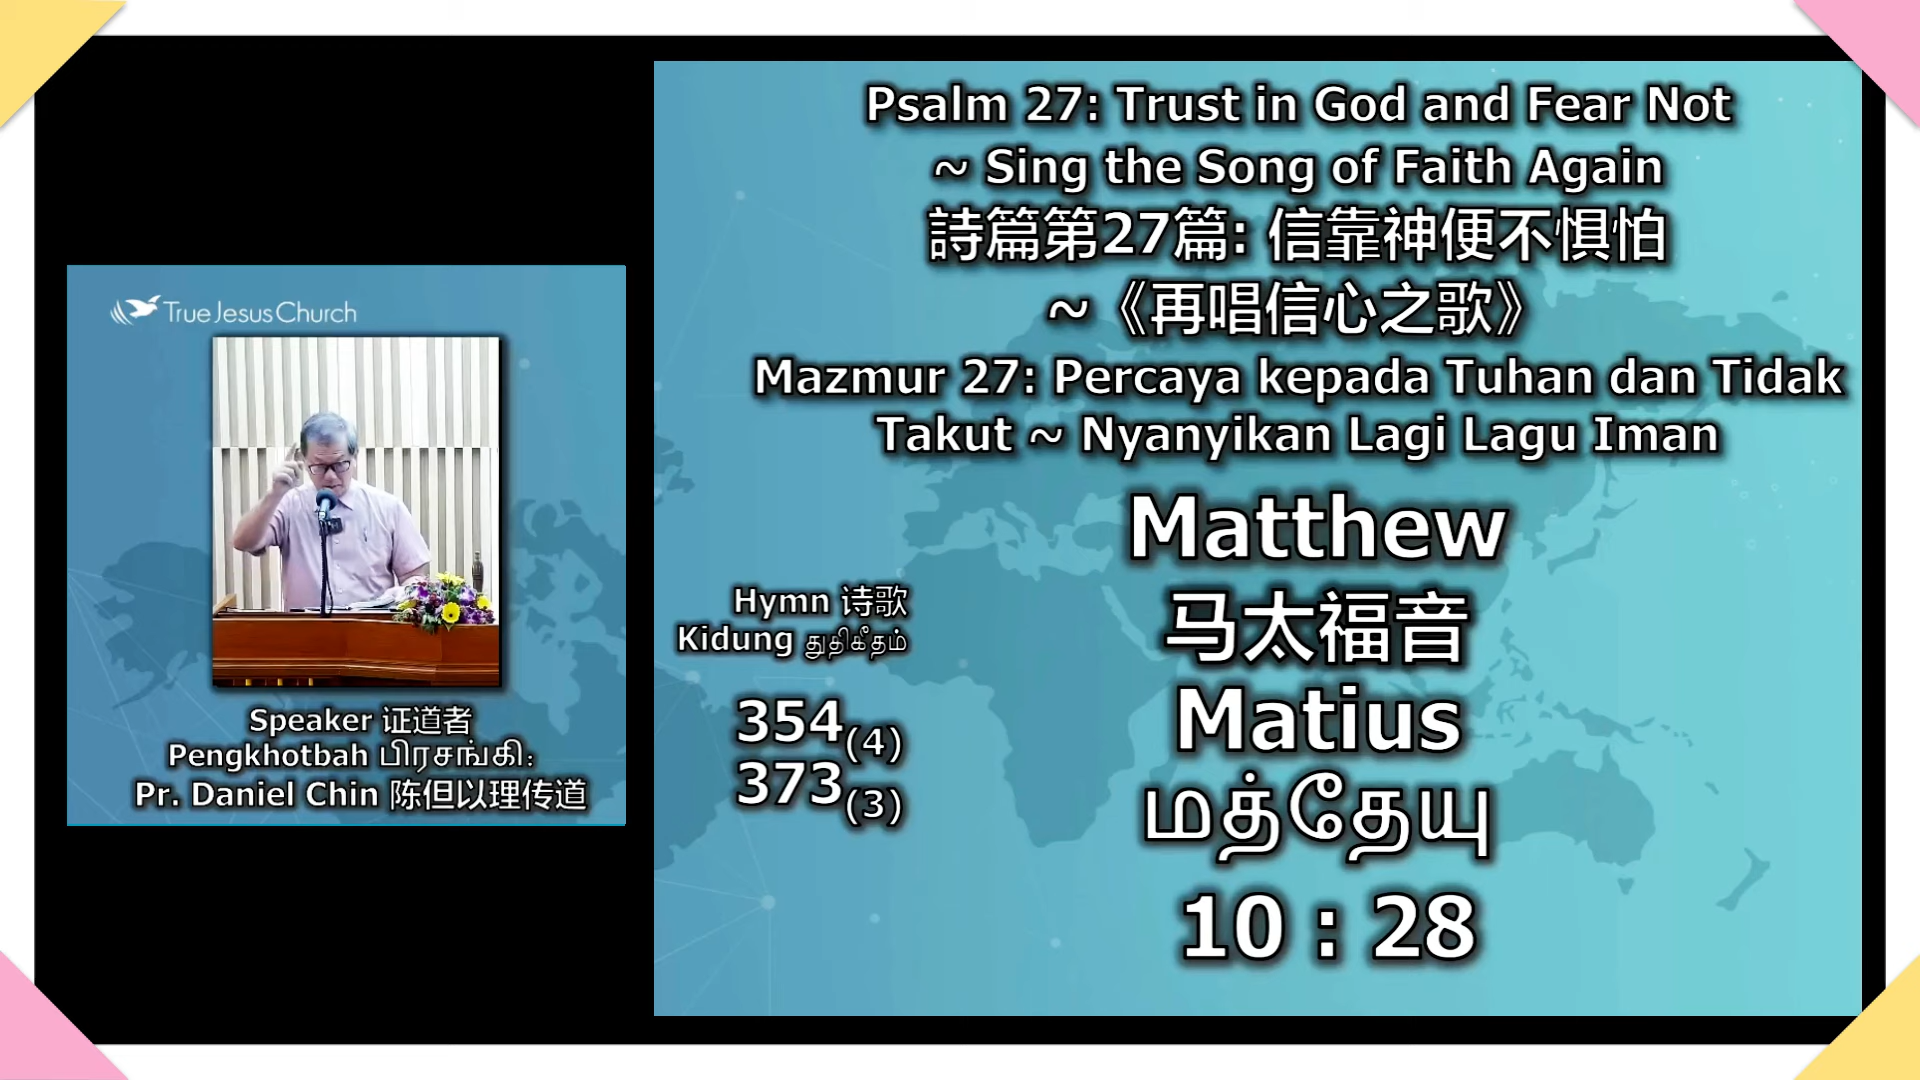 True Jesus Church
Speaker 证道者
Pengkhotbah பிரசங்கி:
Pr. Daniel Chin 陈但以理传道
Psalm 27: Trust in God and Fear Not
~ Sing the Song of Faith Again
詩篇第27篇: 信靠神便不惧怕
~《再唱信心之歌》
Mazmur 27: Percaya kepada Tuhan dan Tidak
Takut ~ Nyanyikan Lagi Lagu Iman
Hymn 诗歌
Kidung துதிகீதம்
354(4)
373(3)
Matthew
马太福音
Matius
மத்தேயு
10 : 28